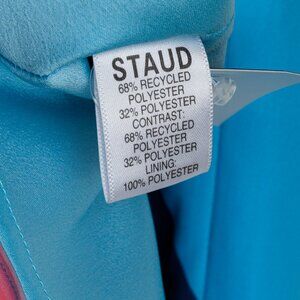 STAUD
68% RECYCLED
POLYESTER
32% POLYESTER
CONTRAST:
68% RECYCLED
POLYESTER
32% POLYESTER
LINING:
100% POLYESTER